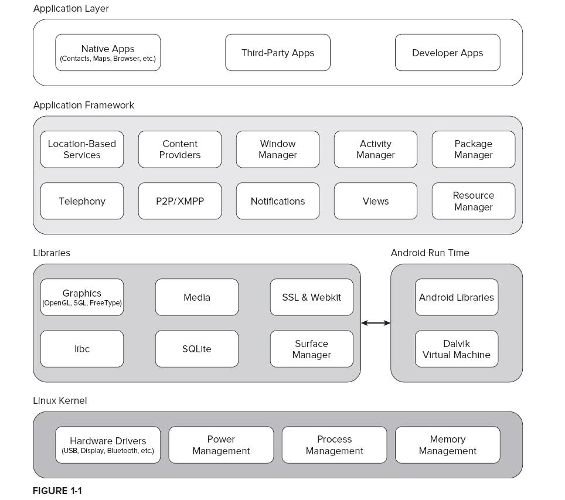 Application Layer
Native Apps
(Contacts, Maps, Browser, etc.)
Third-Party Apps
Developer Apps
Application Framework
Location-Based
Services
Content
Providers
Window
Manager
Activity
Manager
Package
Manager
Telephony
P2P/XMPP
Notifications
Views
Resource
Manager
Libraries
Graphics
(OpenGL, SGL, FreeType)
Media
SSL & Webkit
libc
SQLite
Surface
Manager
Android Run Time
Android Libraries
Dalvik
Virtual Machine
Linux Kernel
Hardware Drivers
(USB, Display, Bluetooth, etc.)
Power
Management
Process
Management
Memory
Management
FIGURE 1-1